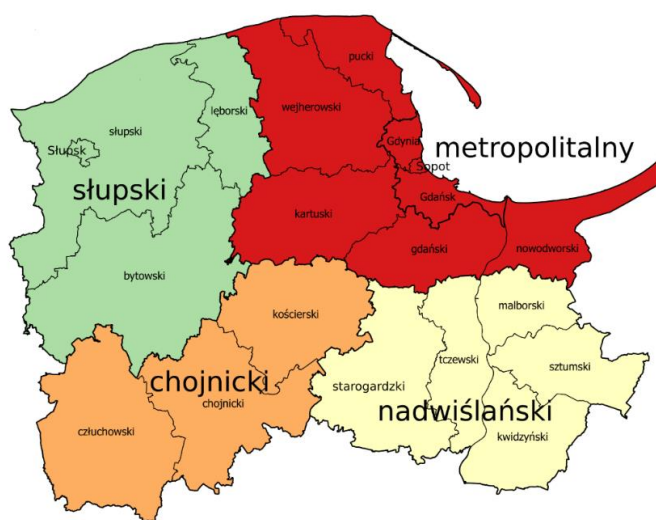 pucki
słupski
lęborski
wejherowski
Słupsk
Gdynia
metropolitalny
Sopot
słupski
Gdańsk
kartuski
gdański
nowodworski
bytowski
kościerski
malborski
tczewski
sztumski
chojnicki
starogardzki
chojnicki
nadwiślański
człuchowski
kwidzyński